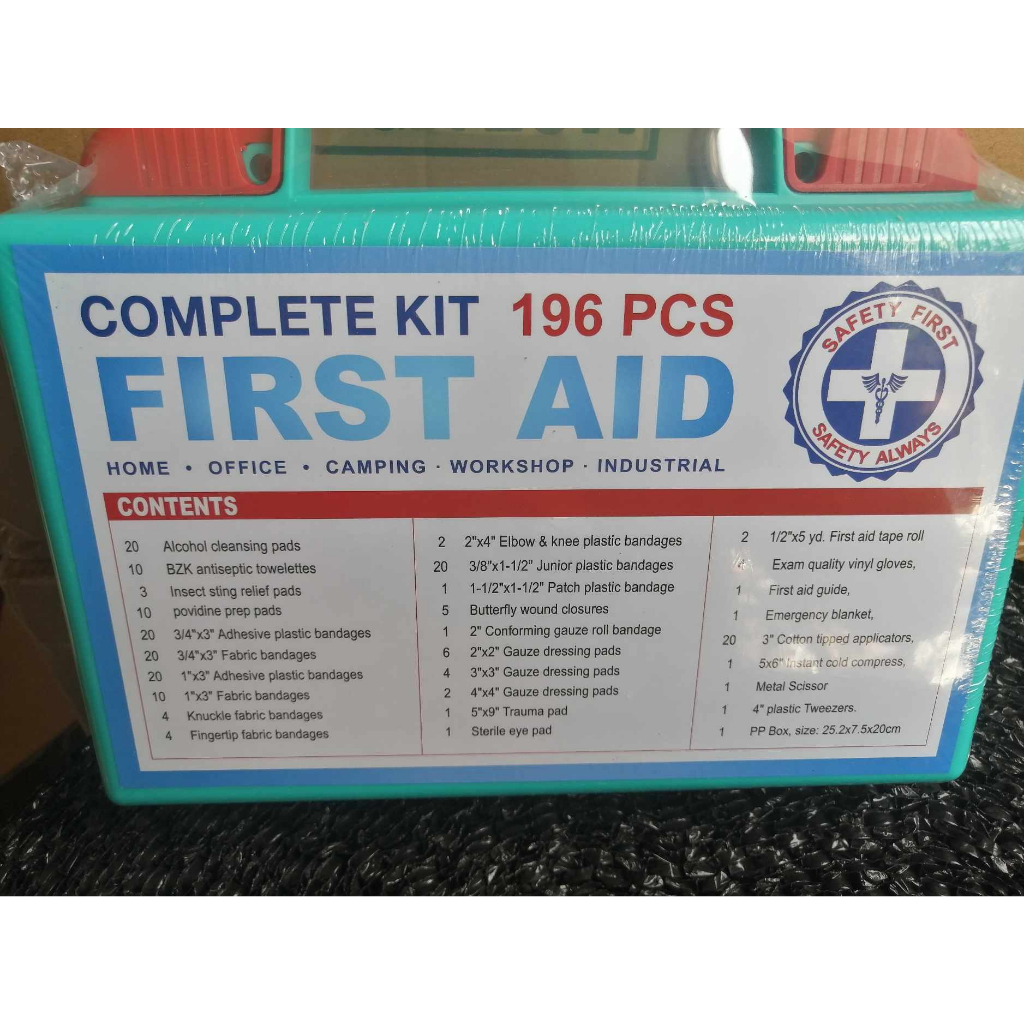 COMPLETE KIT 196 PCS
FIRST AID
HOME • OFFICE • CAMPING · WORKSHOP · INDUSTRIAL
SAFETY FIRST
SAFETY ALWAYS
CONTENTS
20 Alcohol cleansing pads
10 BZK antiseptic towelettes
3 Insect sting relief pads
10 povidine prep pads
20 3/4"x3" Adhesive plastic bandages
20 3/4"x3" Fabric bandages
20 1"x3" Adhesive plastic bandages
10 1"x3" Fabric bandages
4 Knuckle fabric bandages
4 Fingertip fabric bandages
2 2"x4" Elbow & knee plastic bandages
20 3/8"x1-1/2" Junior plastic bandages
1 1-1/2"x1-1/2" Patch plastic bandage
5 Butterfly wound closures
1 2" Conforming gauze roll bandage
6 2"x2" Gauze dressing pads
4 3"x3" Gauze dressing pads
2 4"x4" Gauze dressing pads
1 5"x9" Trauma pad
1 Sterile eye pad
2 1/2"x5 yd. First aid tape roll
Exam quality vinyl gloves,
1 First aid guide,
1 Emergency blanket,
20 3" Cotton tipped applicators,
1 5x6" Instant cold compress,
1 Metal Scissor
1 4" plastic Tweezers.
1 PP Box, size: 25.2x7.5x20cm